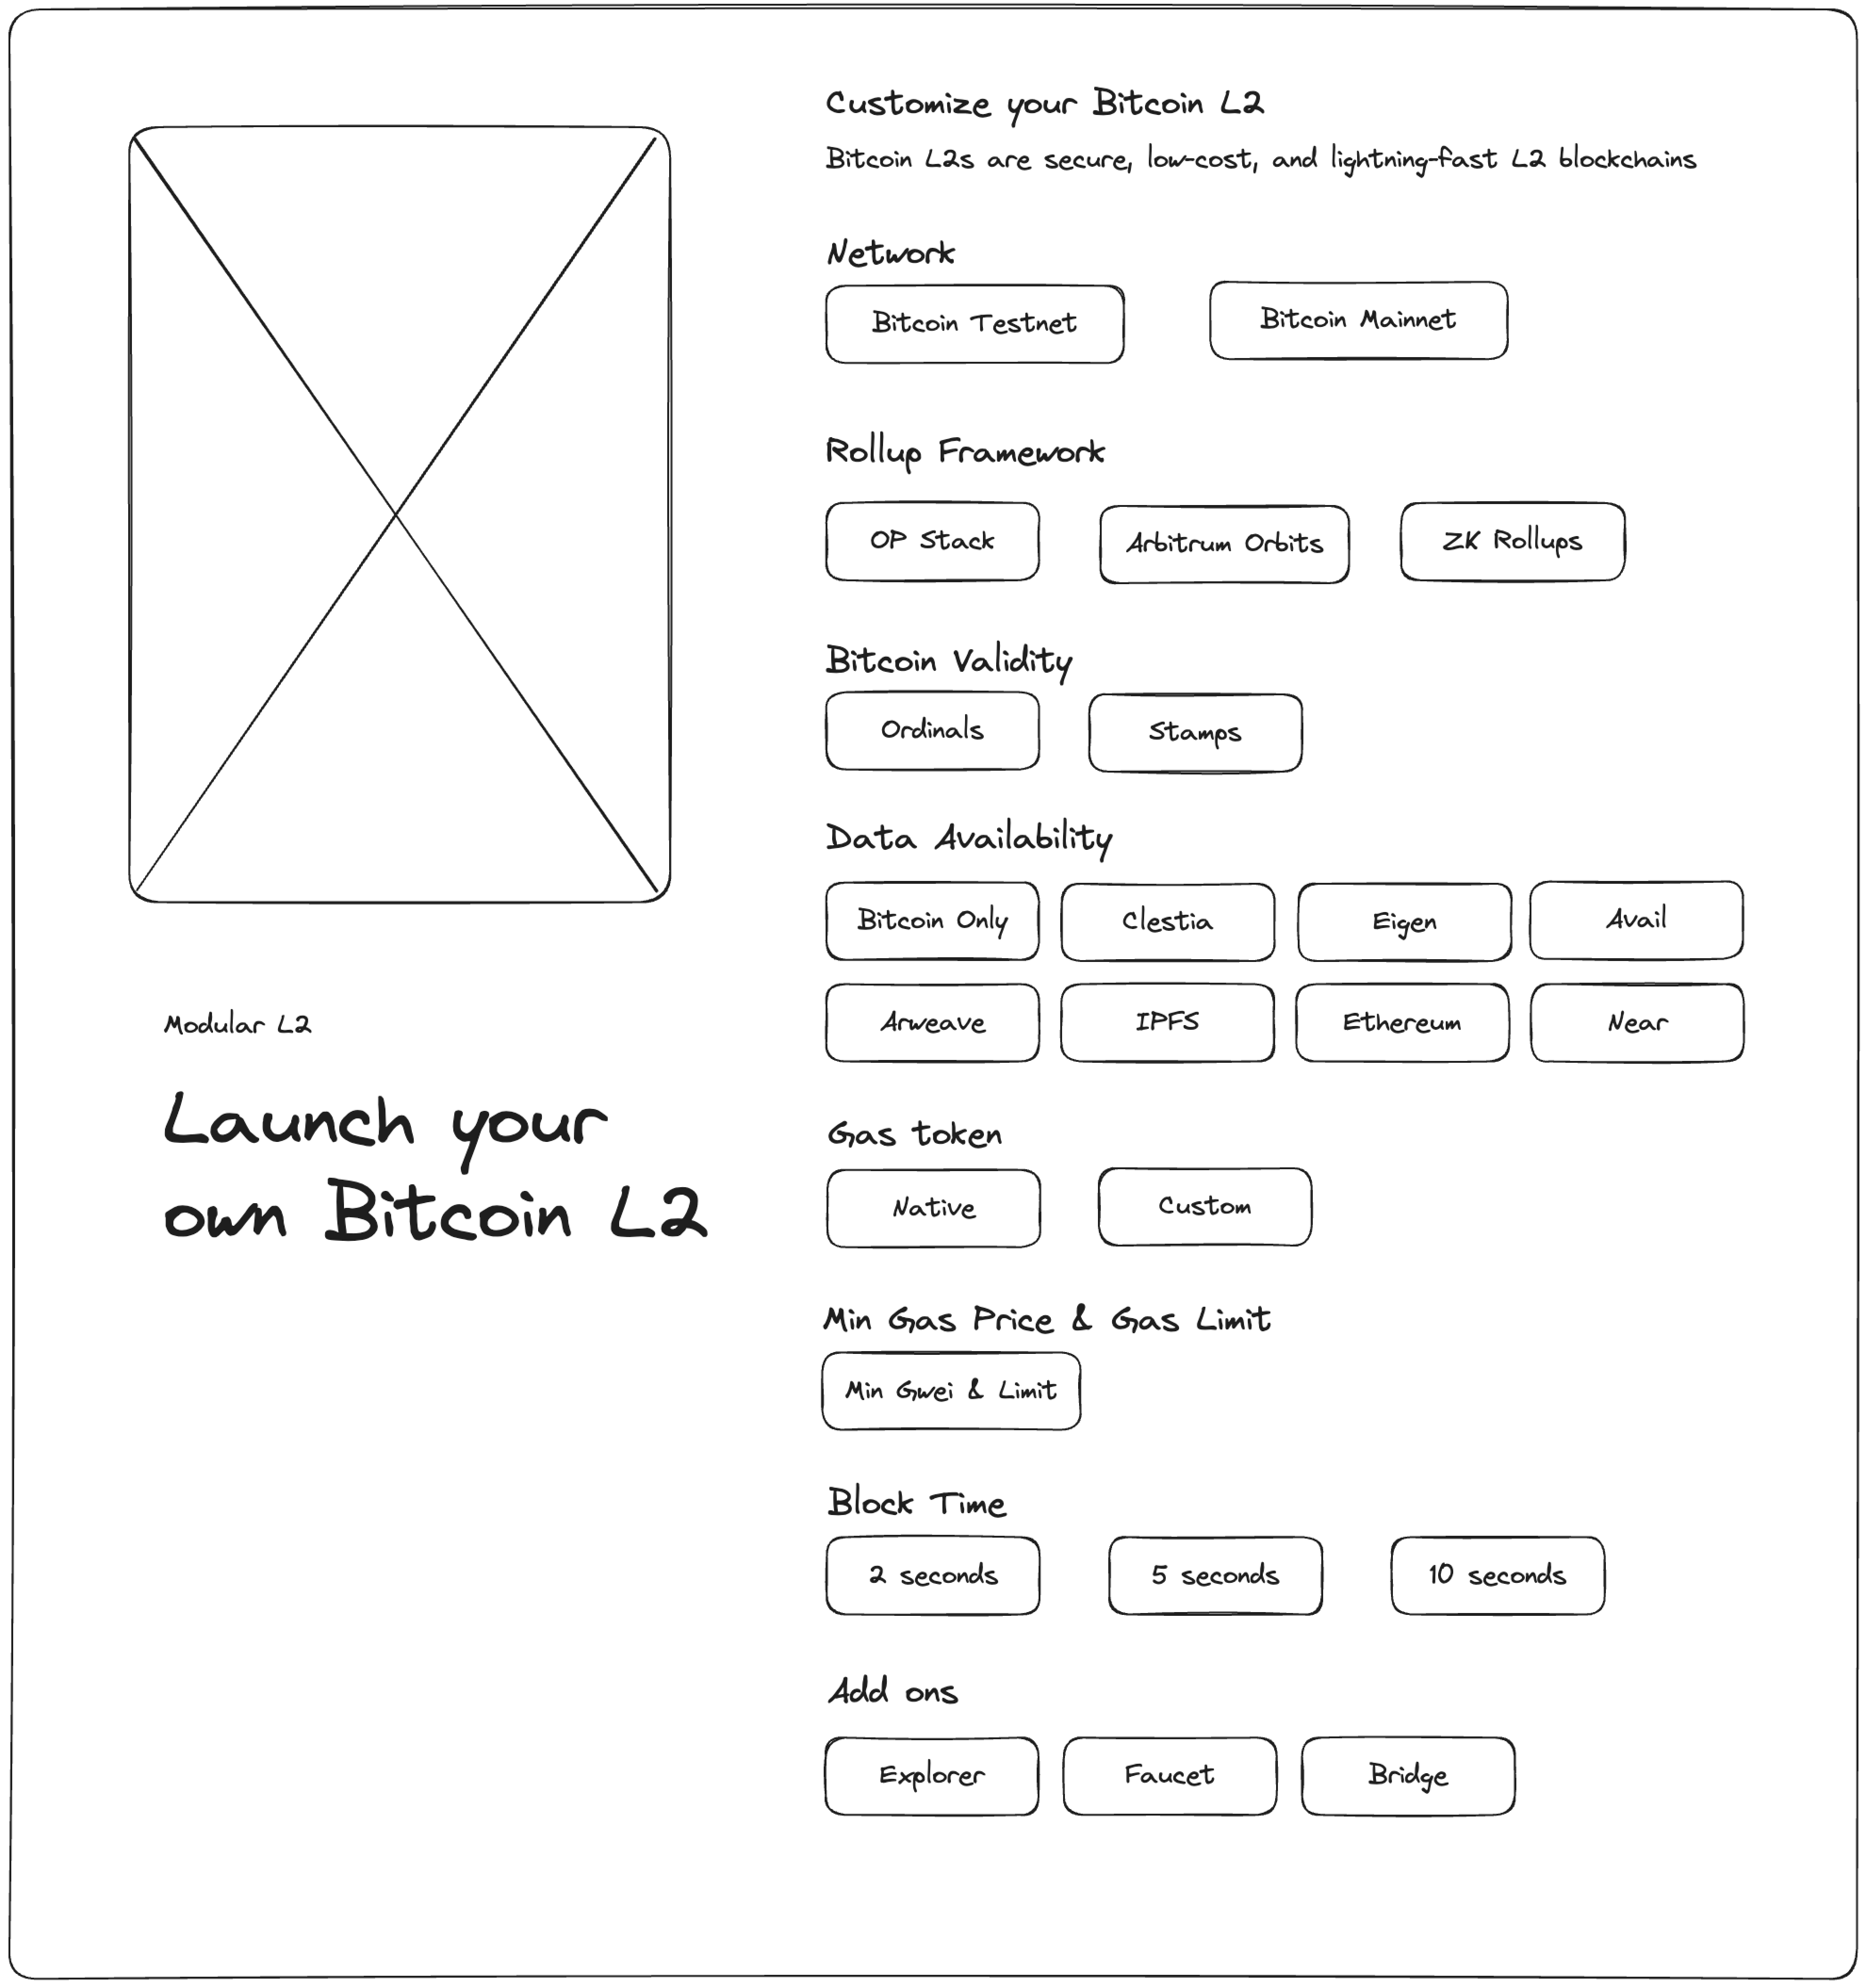 Modular L2
Launch your
own Bitcoin L2
Customize your Bitcoin L2
Bitcoin L2s are secure, low-cost, and lightning-fast L2 blockchains
Network
Bitcoin Testnet
Bitcoin Mainnet
Rollup Framework
OP Stack
Arbitrum Orbits
ZK Rollups
Bitcoin Validity
Ordinals
Stamps
Data Availability
Bitcoin Only
Clestia
Eigen
Avail
Arweave
IPFS
Ethereum
Near
Gas token
Native
Custom
Min Gas Price & Gas Limit
Min Gwei & Limit
Block Time
2 seconds
5 seconds
10 seconds
Add ons
Explorer
Faucet
Bridge